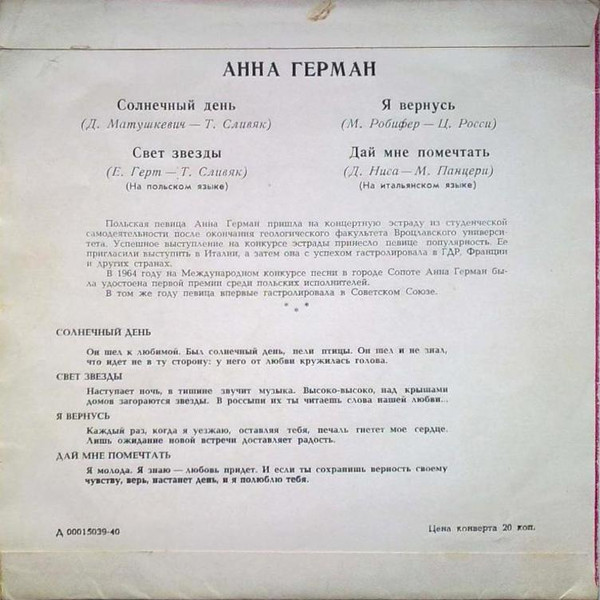 АННА ГЕРМАН
Солнечный день
(Д. Матушкевич — Т. Сливяк)
Свет звезды
(Е. Герт — Т. Сливяк)
(На польском языке)
Я вернусь
(М. Робифер — Ц. Росси)
Дай мне помечтать
(Д. Ниса — М. Панцери)
(На итальянском языке)
Польская певица Анна Герман пришла на концертную эстраду из студенческой
самодеятельности после окончания геологического факультета Вроцлавского универси-
тета. Успешное выступление на конкурсе эстрады принесло певице популярность. Ее
пригласили выступить в Италии, а затем она с успехом гастролировала в ГДР, Франции
и других странах.
В 1964 году на Международном конкурсе песни в городе Сопоте Анна Герман бы-
ла удостоена первой премии среди польских исполнителей.
В том же году певица впервые гастролировала в Советском Союзе.
* * *
СОЛНЕЧНЫЙ ДЕНЬ
Он шел к любимой. Был солнечный день, пели птицы. Он шел и не знал,
что идет не в ту сторону: у него от любви кружилась голова.
СВЕТ ЗВЕЗДЫ
Наступает ночь, в тишине звучит музыка. Высоко-высоко, над крышами
домов загораются звезды. В россыпи их ты читаешь слова нашей любви...
Я ВЕРНУСЬ
Каждый раз, когда я уезжаю, оставляя тебя, печаль гнетет мое сердце.
Лишь ожидание новой встречи доставляет радость.
ДАЙ МНЕ ПОМЕЧТАТЬ
Я молода. Я знаю — любовь придет. И если ты сохранишь верность своему
чувству, верь, настанет день, и я полюблю тебя.
Д 00015039-40
Цена конверта 20 коп.